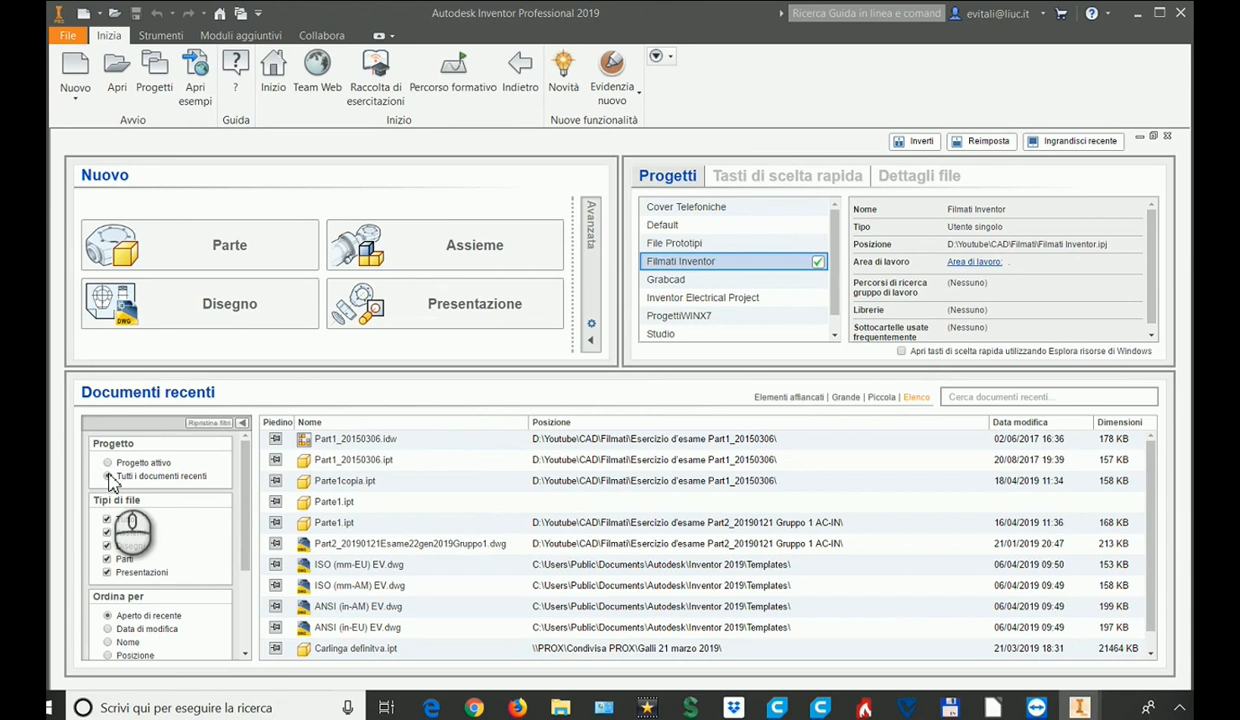 Autodesk Inventor Professional 2019
Ricerca Guida in linea e comand
evitali@liuc.it
File
Inizia
Strumenti
Moduli aggiuntivi
Collabora
Nuovo
Apri
Progetti
Apri esempi
?
Inizio
Team Web
Raccolta di esercitazioni
Percorso formativo
Indietro
Novità
Evidenzia nuovo
Avvio
Guida
Inizio
Nuove funzionalità
Inverti
Reimposta
Ingrandisci recente
Nuovo
Parte
Assieme
Disegno
DWG
Presentazione
Avanzata
Progetti
Tasti di scelta rapida
Dettagli file
Cover Telefoniche
Default
File Prototipi
Filmati Inventor
Grabcad
Inventor Electrical Project
ProgettiWINX7
Studio
Nome Filmati Inventor
Tipo Utente singolo
Posizione D:\Youtube\CAD\Filmati\Filmati Inventor.ipj
Area di lavoro Area di lavoro: .
Percorsi di ricerca gruppo di lavoro (Nessuno)
Librerie (Nessuno)
Sottocartelle usate frequentemente (Nessuno)
Apri tasti di scelta rapida utilizzando Esplora risorse di Windows
Documenti recenti
Elementi affiancati | Grande | Piccola | Elenco
Cerca documenti recenti...
Ripristina filtri
Progetto
Progetto attivo
Tutti i documenti recenti
Tipi di file
Parti
Presentazioni
Ordina per
Aperto di recente
Data di modifica
Nome
Posizione
Piedino Nome Posizione Data modifica Dimensioni
Part1_20150306.idw D:\Youtube\CAD\Filmati\Esercizio d'esame Part1_20150306\ 02/06/2017 16:36 178 KB
Part1_20150306.ipt D:\Youtube\CAD\Filmati\Esercizio d'esame Part1_20150306\ 20/08/2017 19:39 157 KB
Parte1copia.ipt D:\Youtube\CAD\Filmati\Esercizio d'esame Part1_20150306\ 18/04/2019 11:34 158 KB
Parte1.ipt
Parte1.ipt D:\Youtube\CAD\Filmati\Esercizio d'esame Part2_20190121 Gruppo 1 AC-IN\ 16/04/2019 11:36 168 KB
Part2_20190121Esame22gen2019Gruppo1.dwg D:\Youtube\CAD\Filmati\Esercizio d'esame Part2_20190121 Gruppo 1 AC-IN\ 21/01/2019 20:47 213 KB
ISO (mm-EU) EV.dwg C:\Users\Public\Documents\Autodesk\Inventor 2019\Templates\ 06/04/2019 09:50 153 KB
ISO (mm-AM) EV.dwg C:\Users\Public\Documents\Autodesk\Inventor 2019\Templates\ 06/04/2019 09:49 158 KB
ANSI (in-AM) EV.dwg C:\Users\Public\Documents\Autodesk\Inventor 2019\Templates\ 06/04/2019 09:49 199 KB
ANSI (in-EU) EV.dwg C:\Users\Public\Documents\Autodesk\Inventor 2019\Templates\ 06/04/2019 09:49 197 KB
Carlinga definitva.ipt \\PROX\Condivisa PROX\Galli 21 marzo 2019\ 21/03/2019 18:31 21464 KB
Scrivi qui per eseguire la ricerca